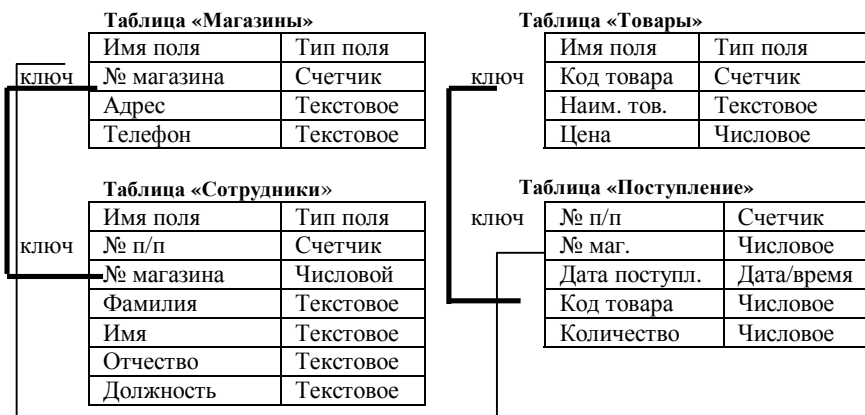 Таблица «Магазины»
Имя поля Тип поля
ключ № магазина Счетчик
Адрес Текстовое
Телефон Текстовое
Таблица «Товары»
Имя поля Тип поля
ключ Код товара Счетчик
Наим. тов. Текстовое
Цена Числовое
Таблица «Сотрудники»
Имя поля Тип поля
ключ № п/п Счетчик
№ магазина Числовой
Фамилия Текстовое
Имя Текстовое
Отчество Текстовое
Должность Текстовое
Таблица «Поступление»
ключ № п/п Счетчик
№ маг. Числовое
Дата поступл. Дата/время
Код товара Числовое
Количество Числовое